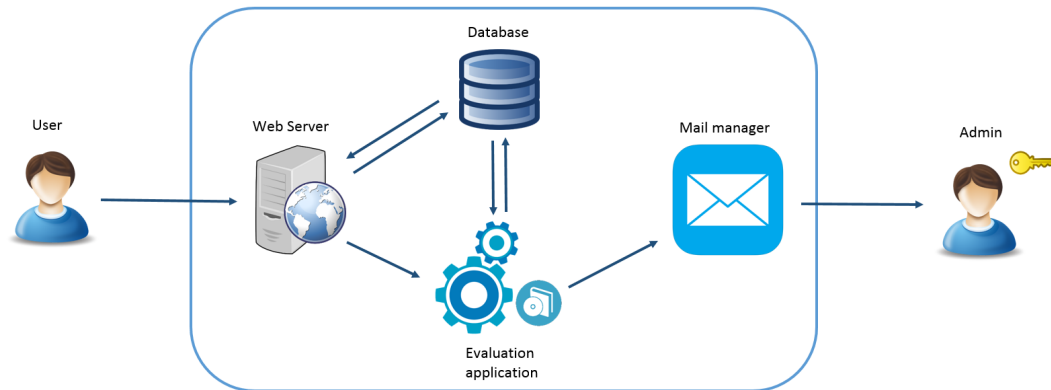 Database
User
Web Server
Mail manager
Admin
Evaluation
application